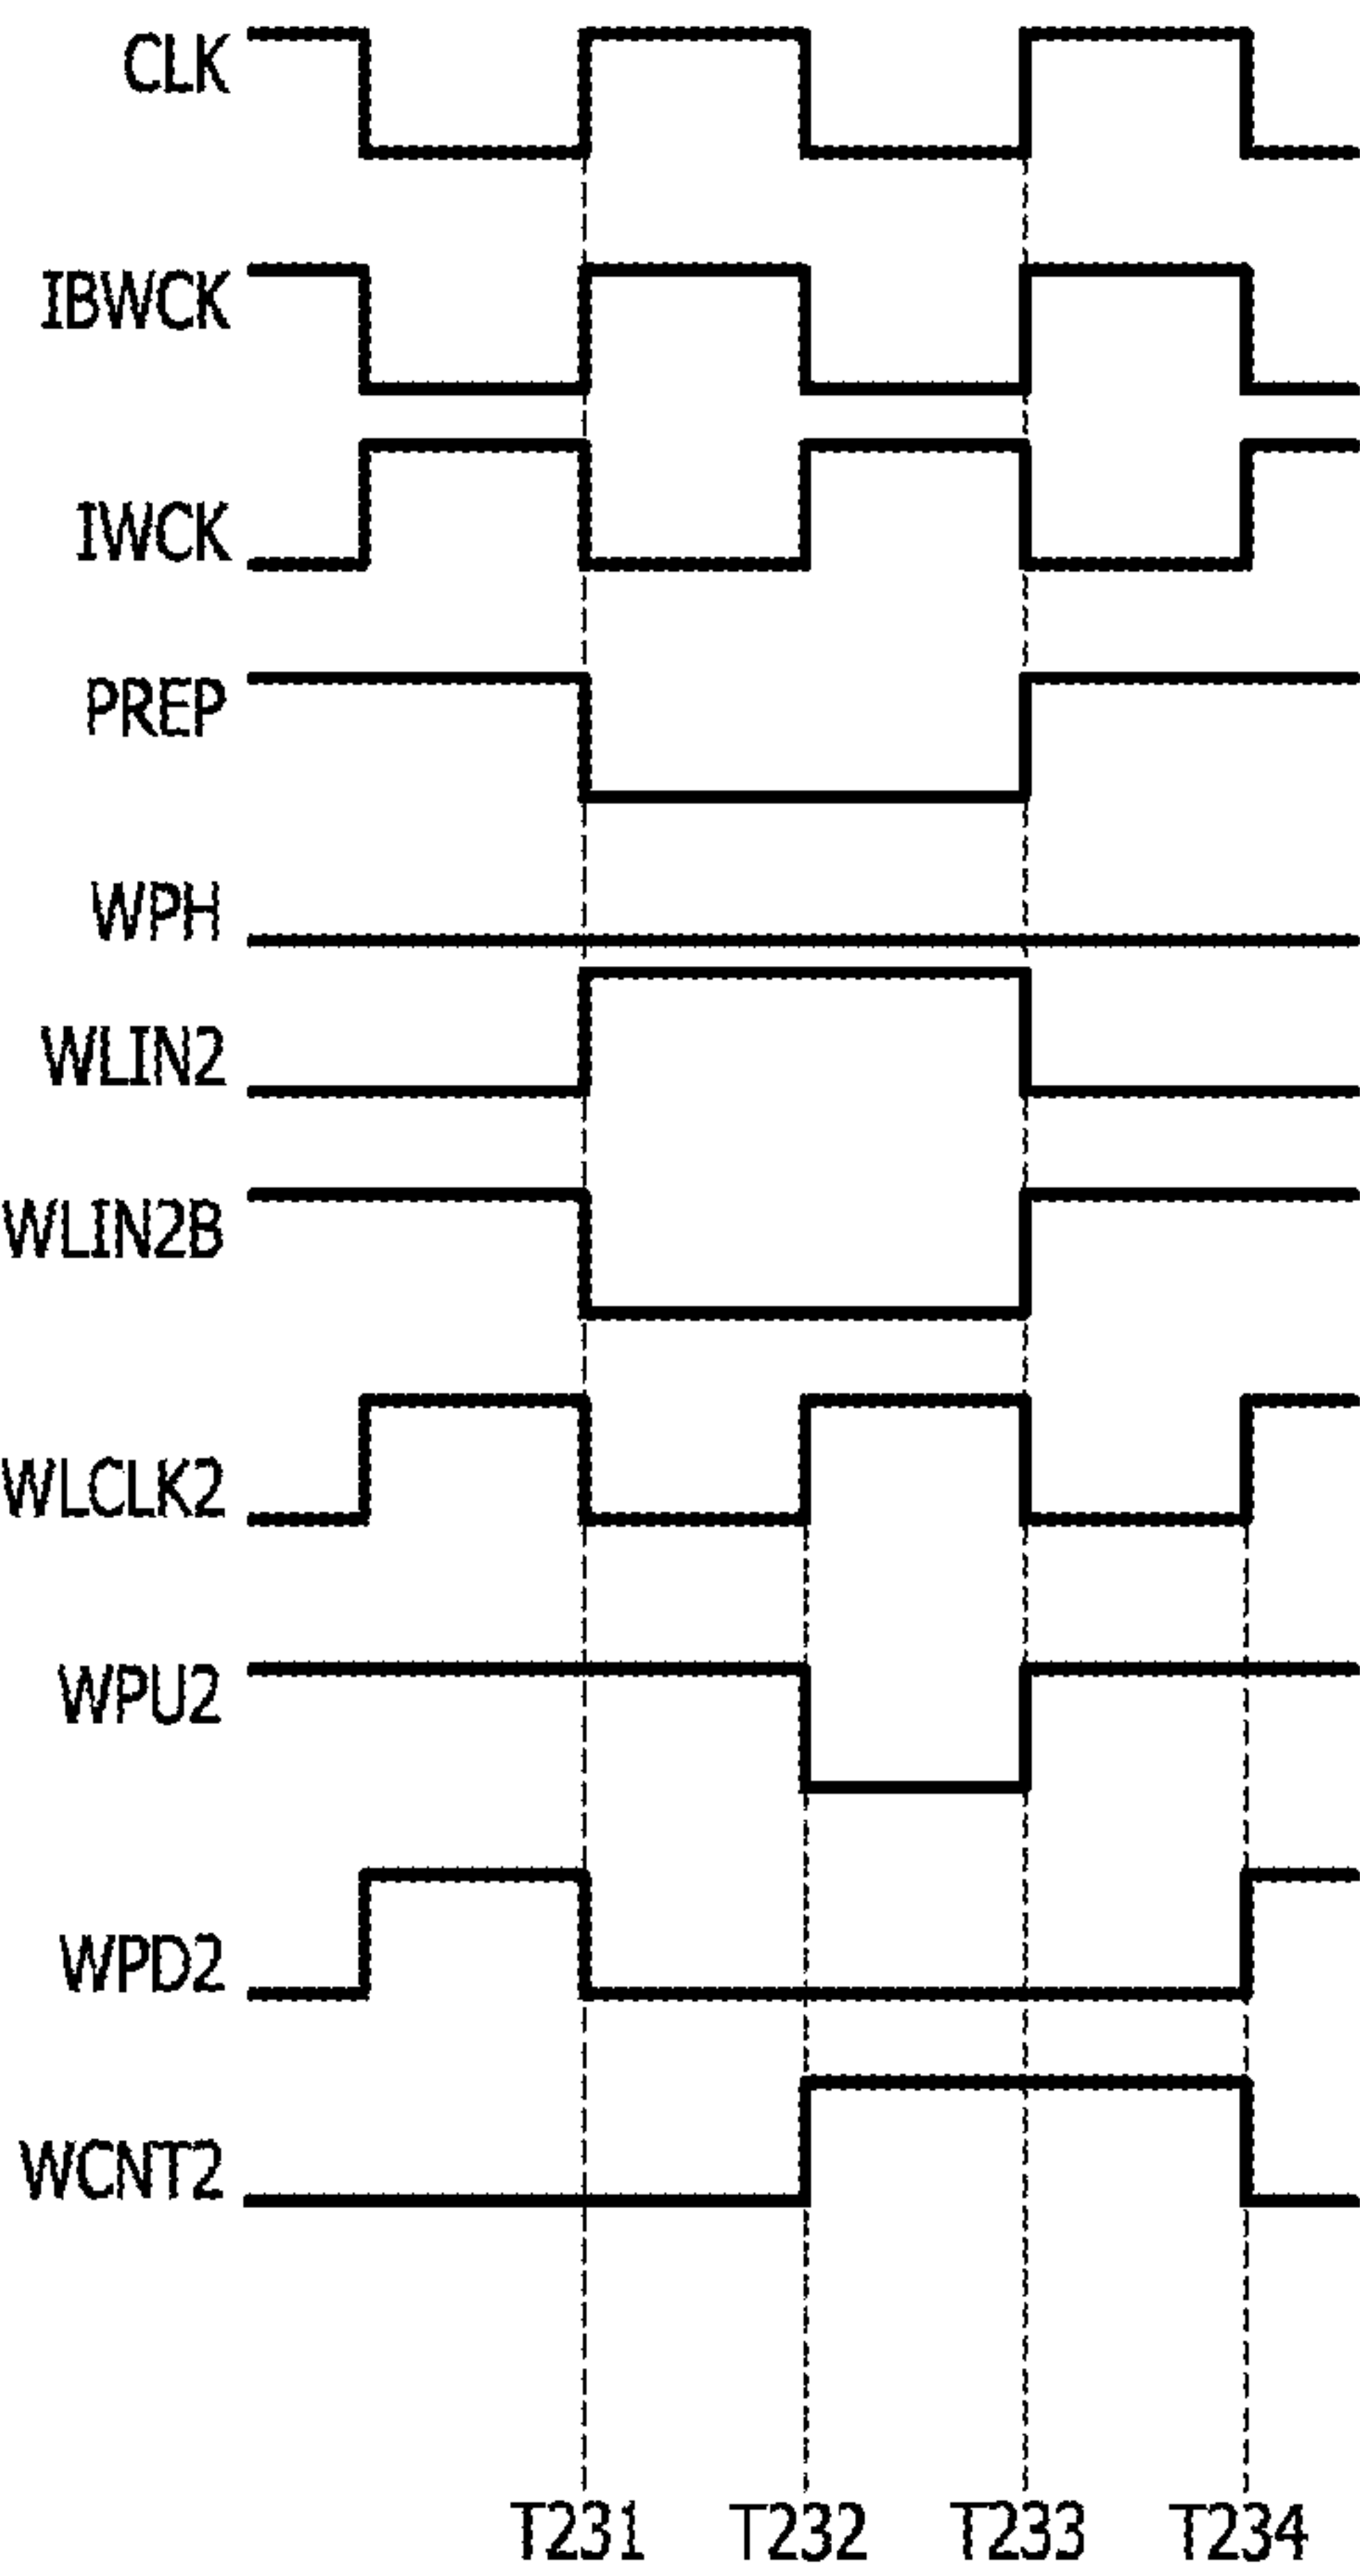 CLK
IBWCK
IWCK
PREP
WPH
WLIN2
WLIN2B
WLCLK2
WPU2
WPD2
WCNT2
T231 T232 T233 T234